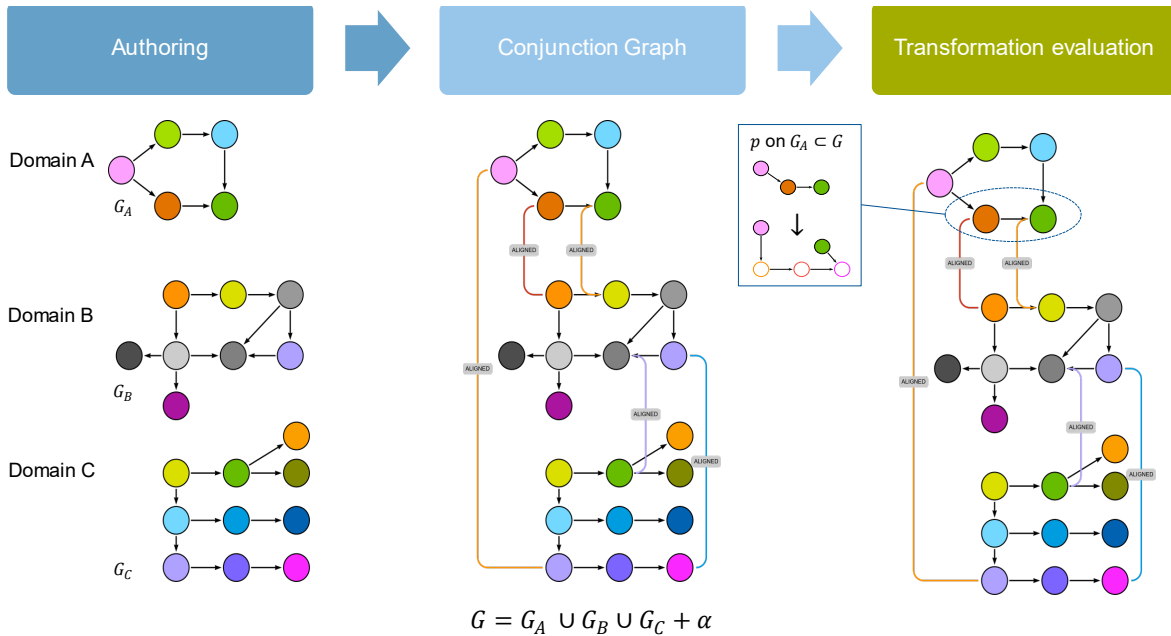 Authoring
Conjunction Graph
Transformation evaluation
Domain A
G_A
Domain B
G_B
Domain C
G_C
ALIGNED
ALIGNED
ALIGNED
ALIGNED
ALIGNED
G = G_A ∪ G_B ∪ G_C + α
p on G_A ⊂ G
ALIGNED
ALIGNED
ALIGNED
ALIGNED
ALIGNED